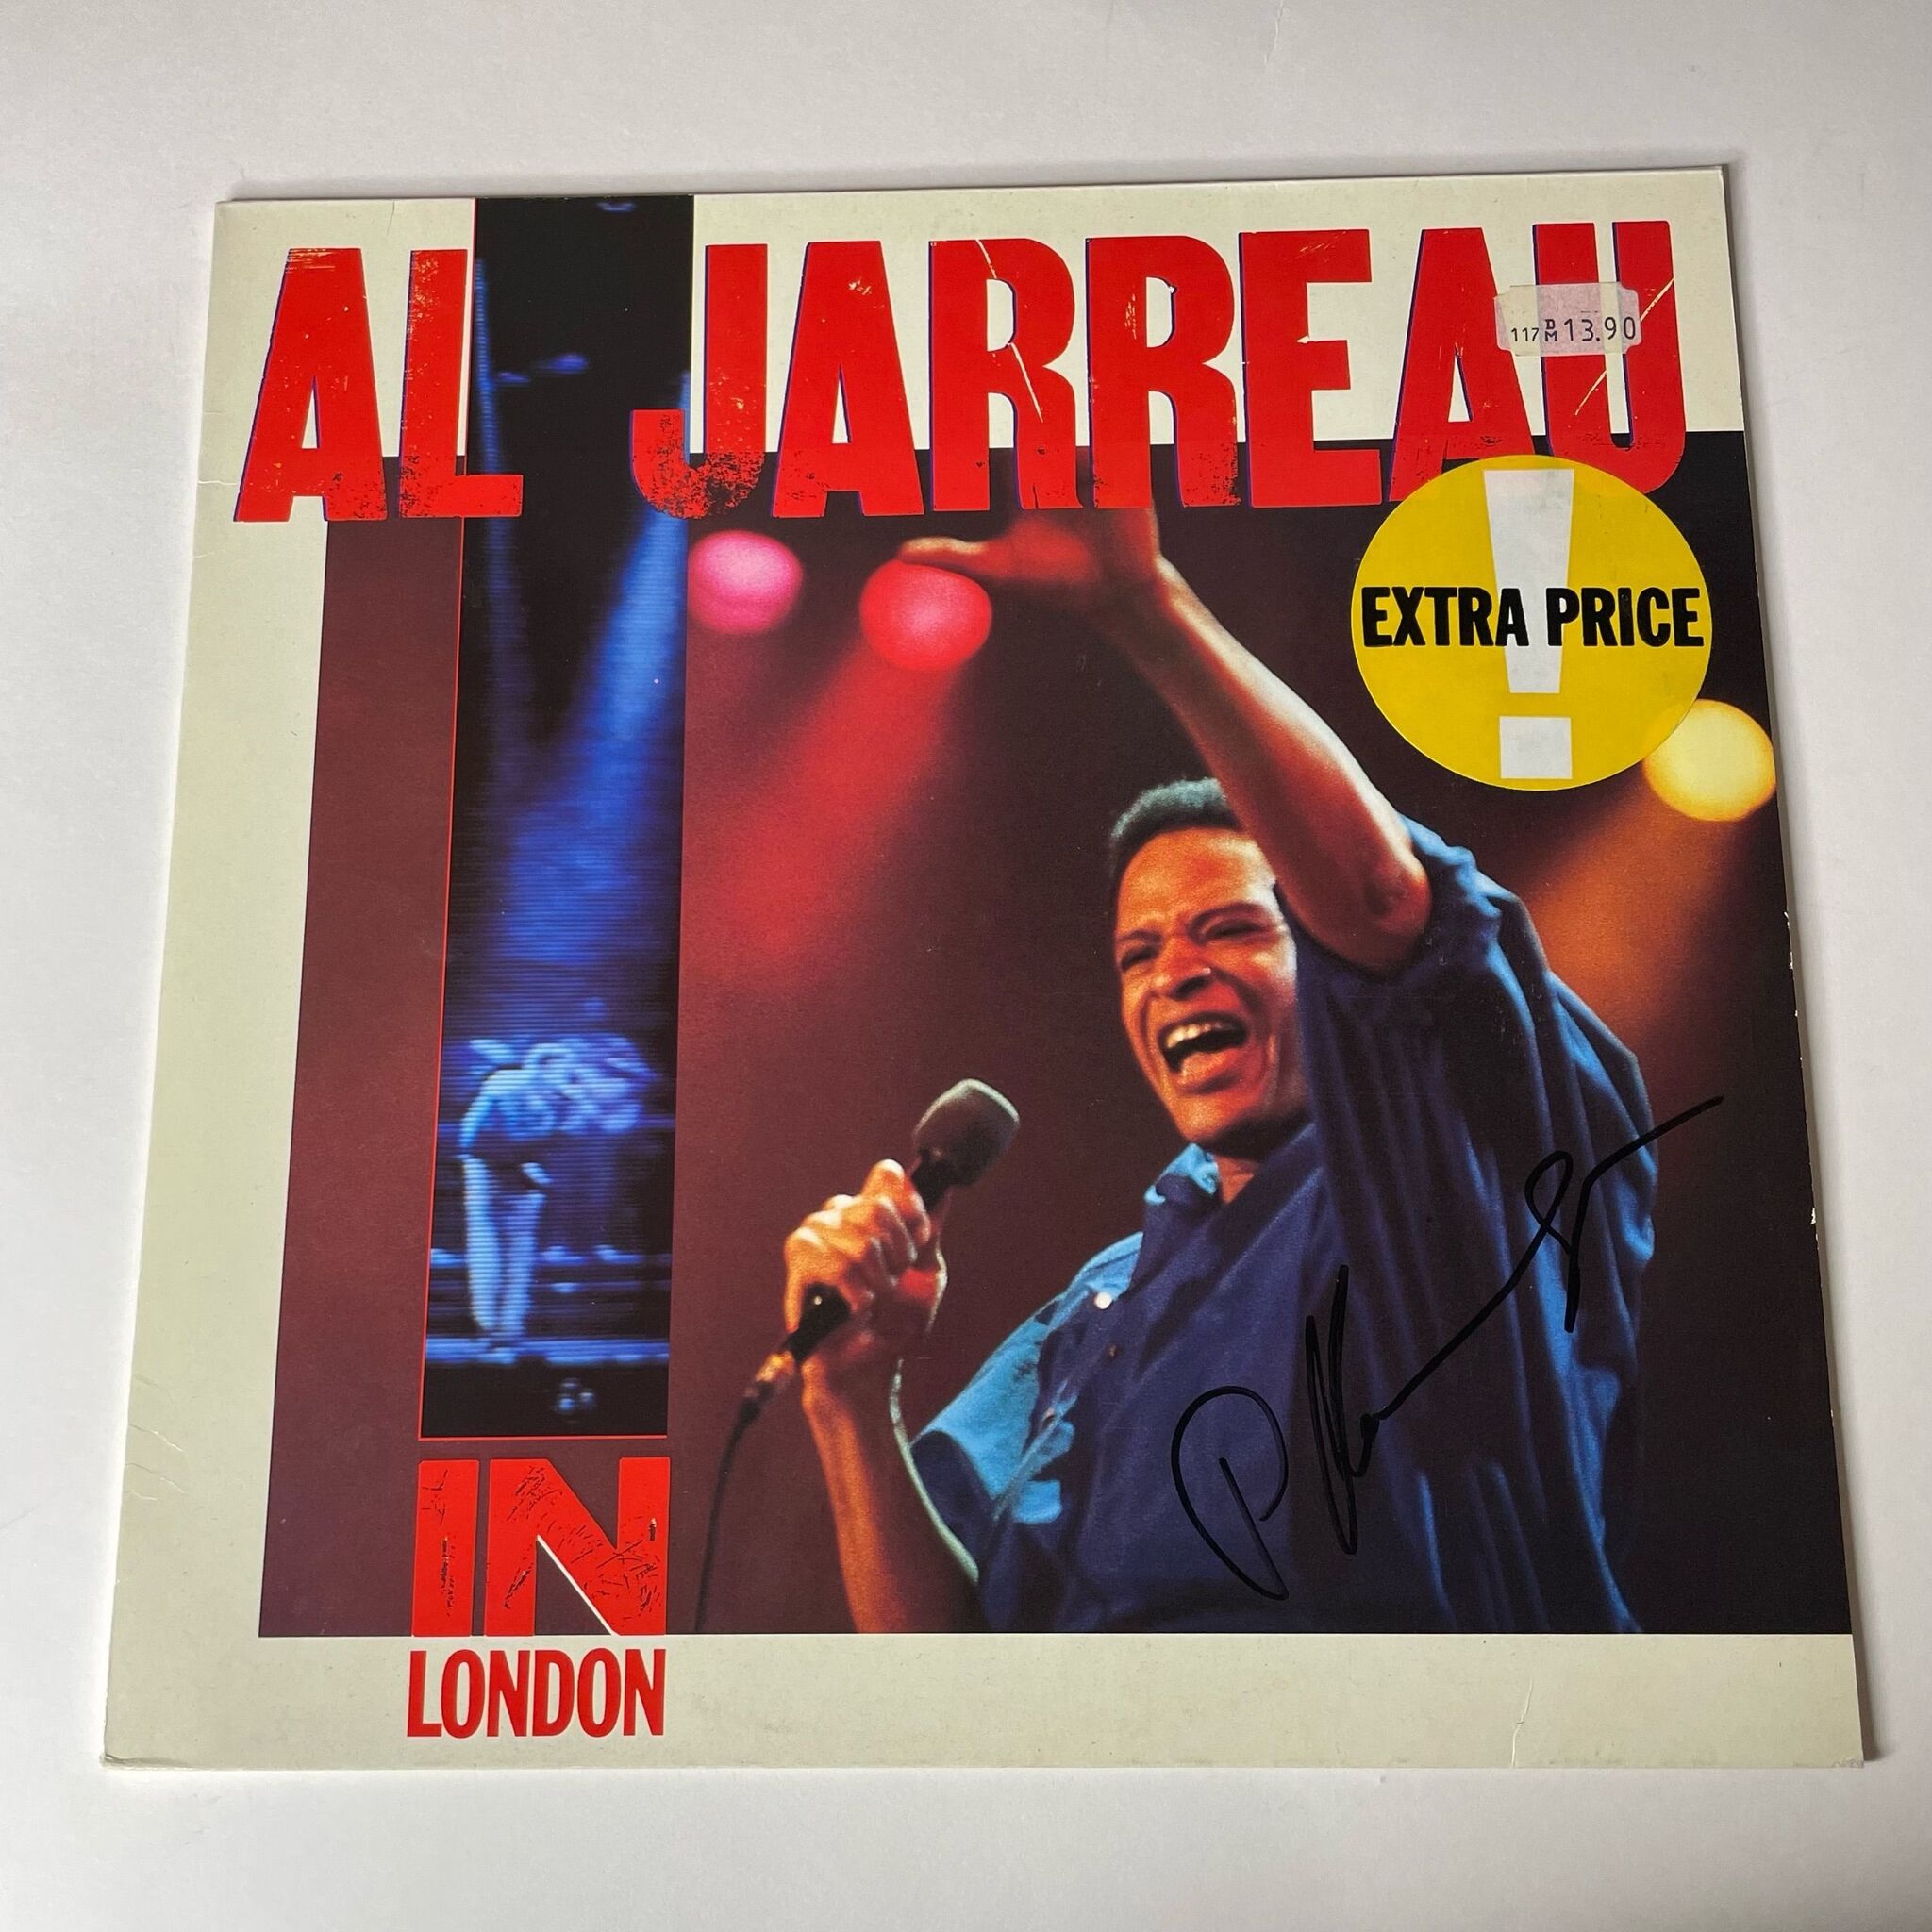 AL JARREAU
117 DM 13.90
EXTRA PRICE
!
IN
LONDON